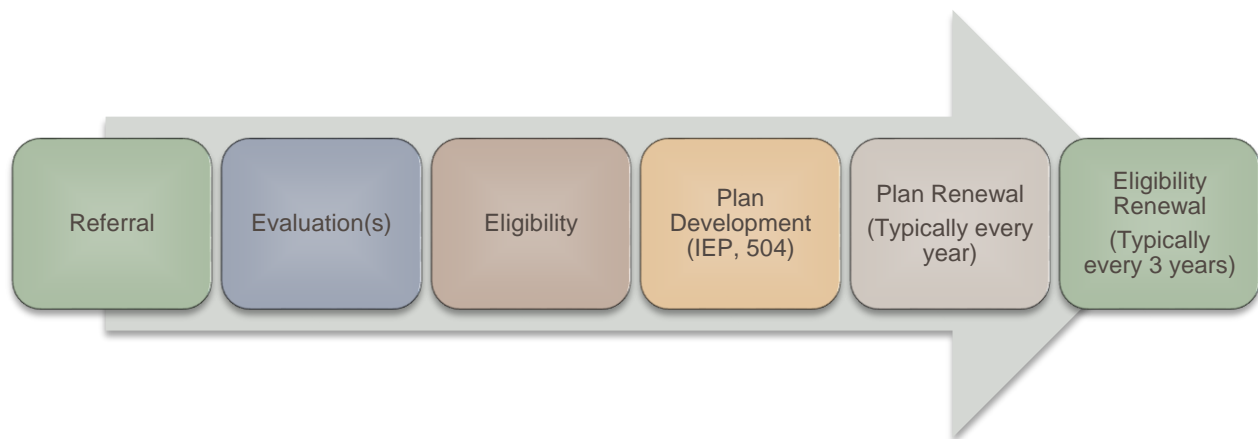 Referral
Evaluation(s)
Eligibility
Plan
Development
(IEP, 504)
Plan Renewal
(Typically every
year)
Eligibility
Renewal
(Typically
every 3 years)